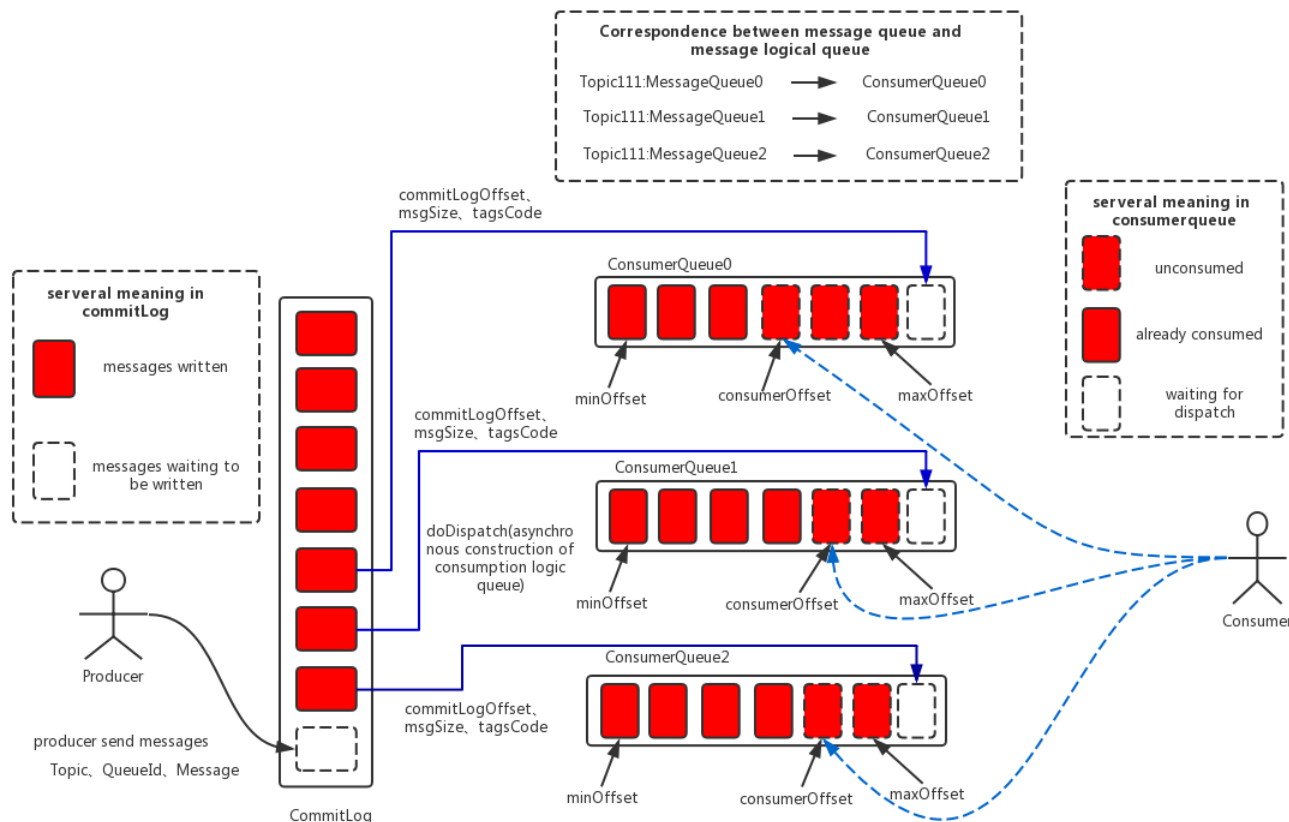 Correspondence between message queue and
message logical queue
Topic111:MessageQueue0
ConsumerQueue0
Topic111:MessageQueue1
ConsumerQueue1
Topic111:MessageQueue2
ConsumerQueue2
serveral meaning in
commitLog
messages written
messages waiting to
be written
Producer
producer send messages
Topic、QueueId、Message
CommitLog
commitLogOffset、
msgSize、tagsCode
ConsumerQueue0
minOffset
consumerOffset
maxOffset
commitLogOffset、
msgSize、tagsCode
ConsumerQueue1
doDispatch(asynchro
nous construction of
consumption logic
queue)
minOffset
consumerOffset
maxOffset
ConsumerQueue2
commitLogOffset、
msgSize、tagsCode
minOffset
consumerOffset
maxOffset
serveral meaning in
consumerqueue
unconsumed
already consumed
waiting for
dispatch
Consumer